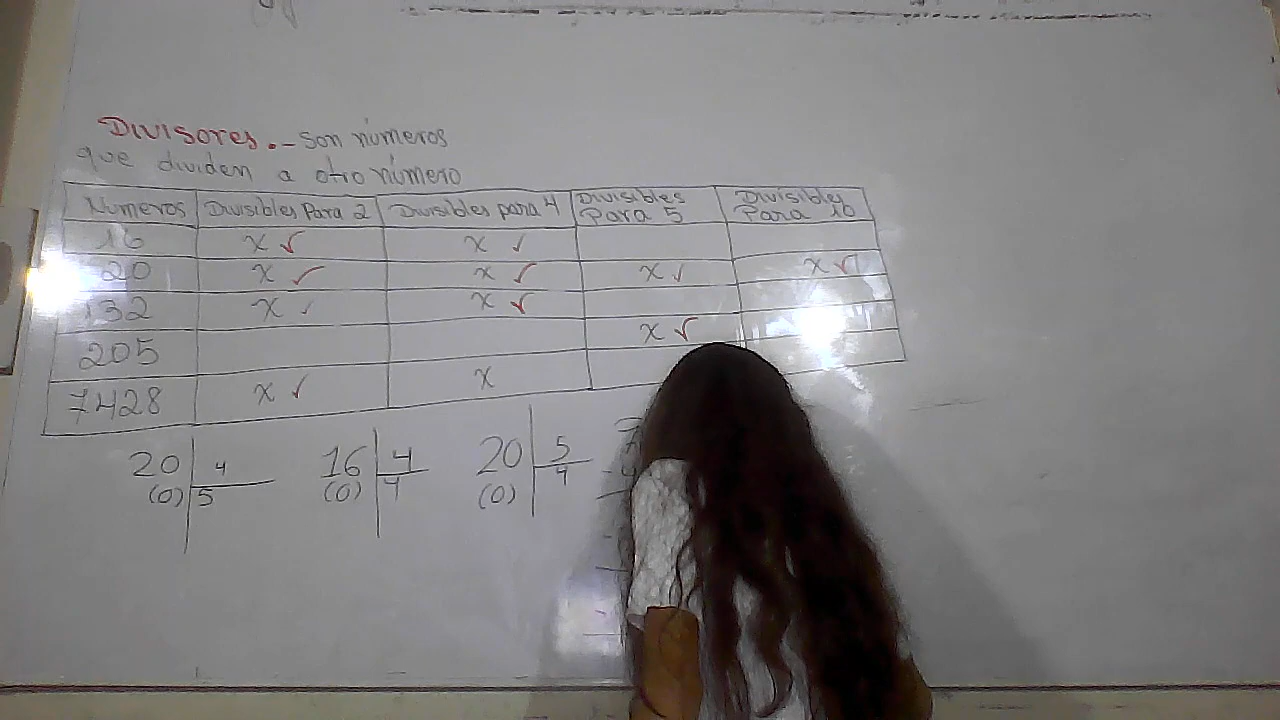 Divisores.- son números
que dividen a otro número
Numeros Divisibles Para 2 Divisibles para 4 Divisibles Para 5 Divisibles Para 10
16 x ✓ x ✓
20 x ✓ x ✓ x ✓ x ✓
132 x ✓ x ✓
205 x ✓
7428 x ✓ x
20 4 16 4 20 5
(0) 5 (0) 4 (0) 4